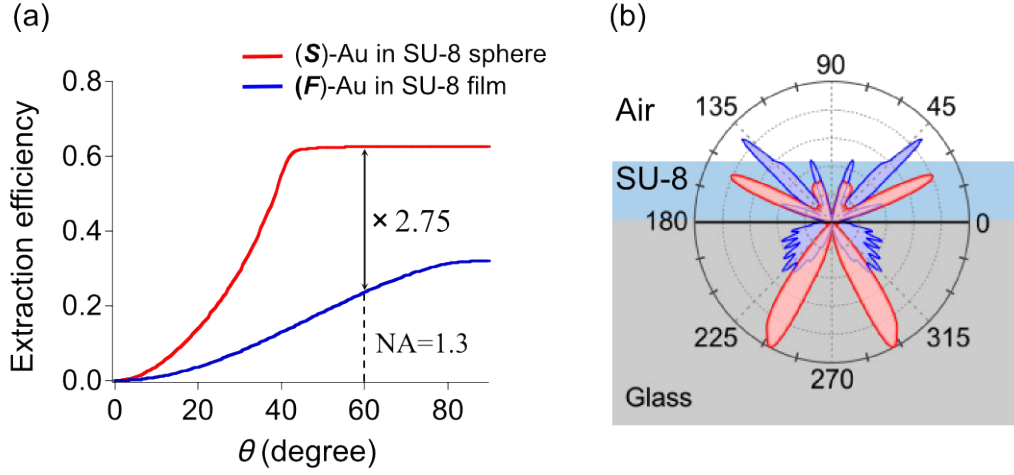 (a)
(S)-Au in SU-8 sphere
(F)-Au in SU-8 film
Extraction efficiency
0.8
0.6
0.4
0.2
0.0
× 2.75
NA=1.3
0 20 40 60 80
θ (degree)
(b)
90
135 45
Air
SU-8
180 0
225 315
270
Glass